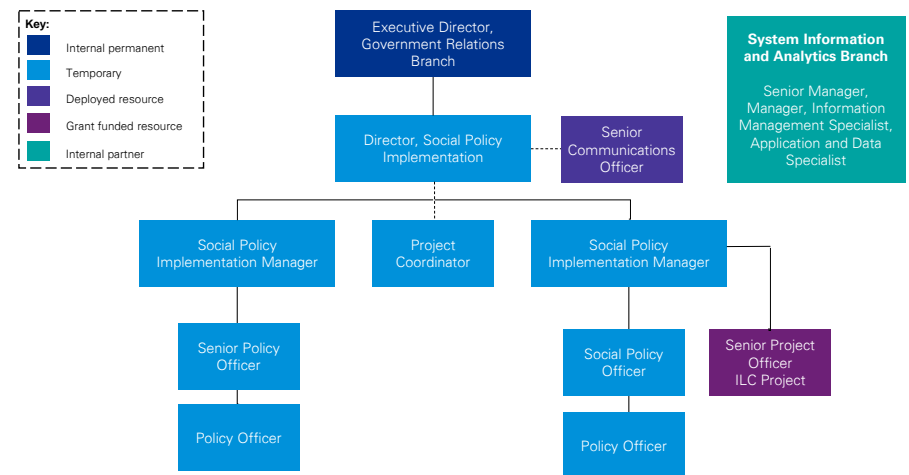 Key:
Internal permanent
Temporary
Deployed resource
Grant funded resource
Internal partner
Executive Director,
Government Relations
Branch
System Information
and Analytics Branch
Senior Manager,
Manager, Information
Management Specialist,
Application and Data
Specialist
Director, Social Policy
Implementation
Senior
Communications
Officer
Social Policy
Implementation Manager
Project
Coordinator
Social Policy
Implementation Manager
Senior Policy
Officer
Social Policy
Officer
Senior Project
Officer
ILC Project
Policy Officer
Policy Officer